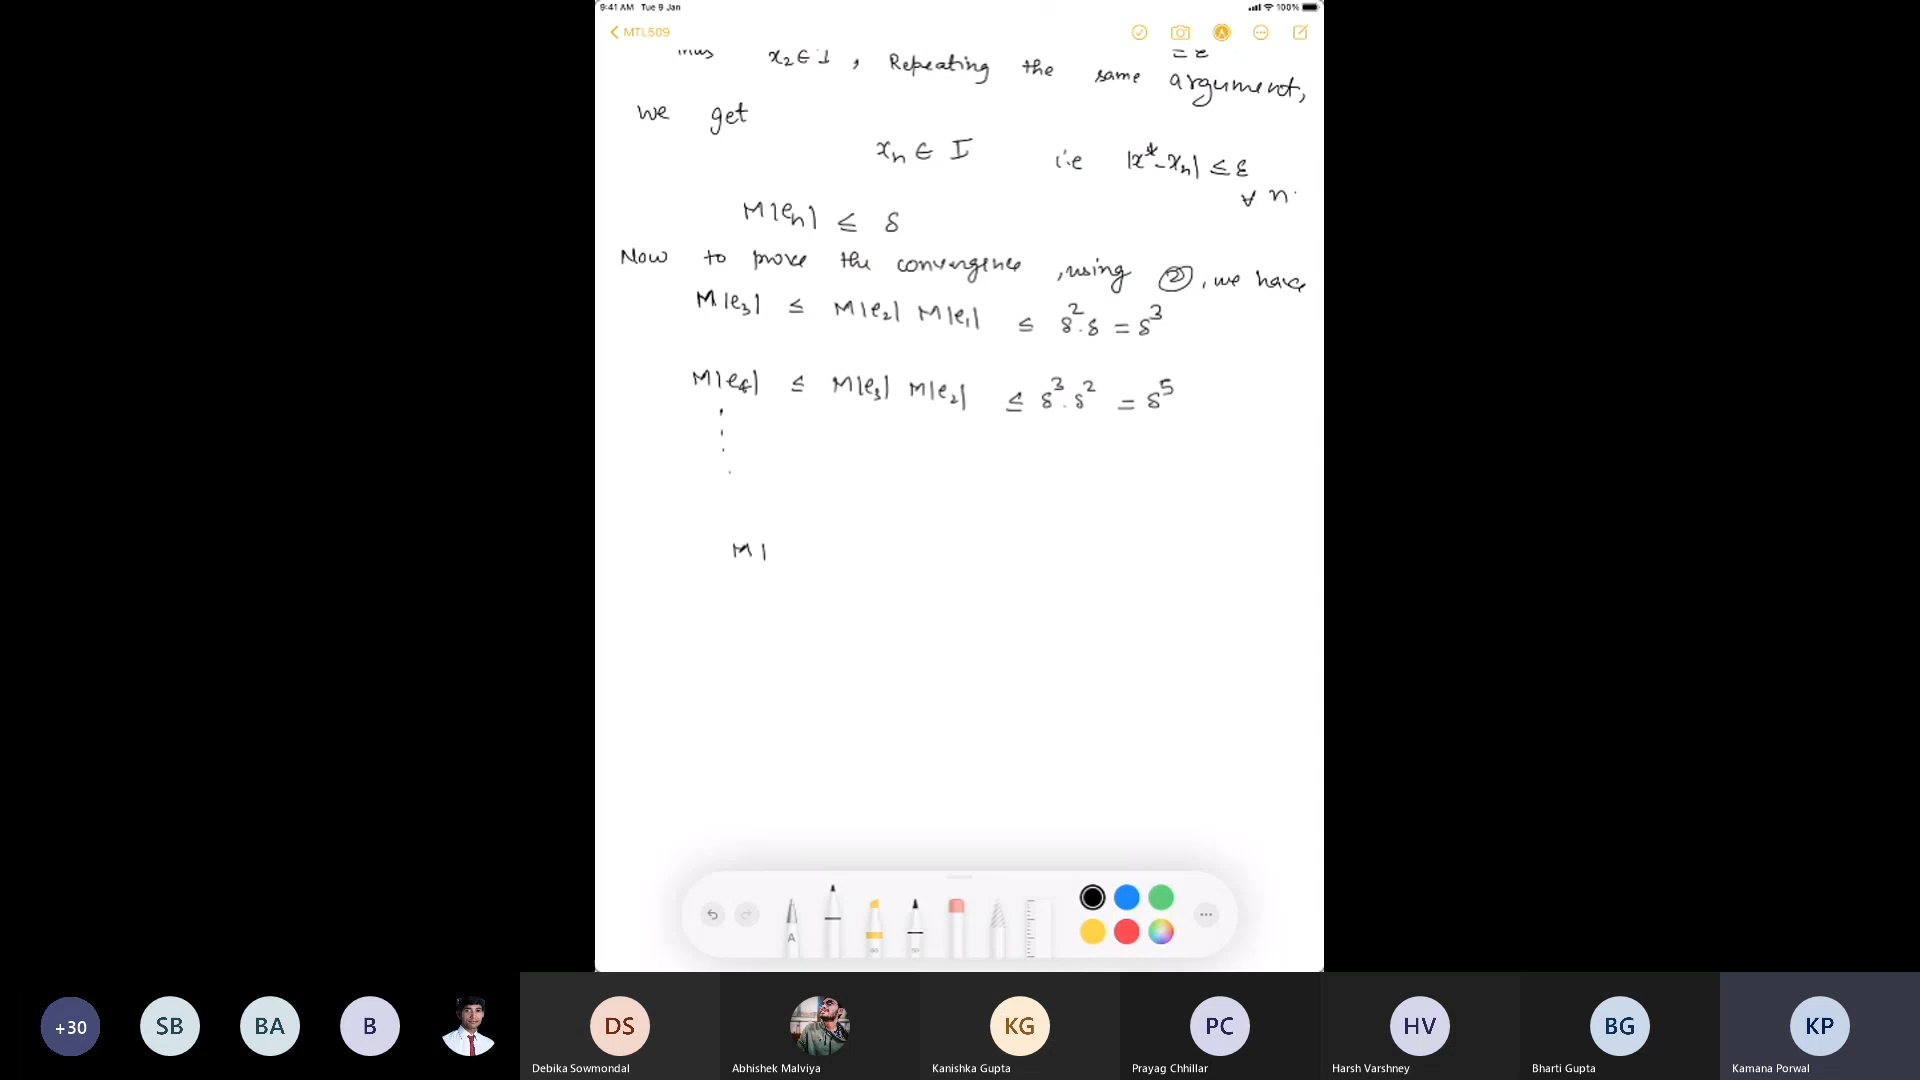 9:41 AM Tue 9 Jan
100%
MTL509
= ε
thus x₂ ∈ I , Repeating the same argument,
we get
xₙ ∈ I i.e |x*-xₙ| ≤ ε
∀ n.
M|eₙ| ≤ δ
Now to prove the convergence , using ②, we have
M|e₃| ≤ M|e₂| M|e₁| ≤ δ².δ = δ³
M|e₄| ≤ M|e₃| M|e₂| ≤ δ³.δ² = δ⁵
M|
A
80
50
+30
SB
BA
B
DS
KG
PC
HV
BG
KP
Debika Sowmondal
Abhishek Malviya
Kanishka Gupta
Prayag Chhillar
Harsh Varshney
Bharti Gupta
Kamana Porwal